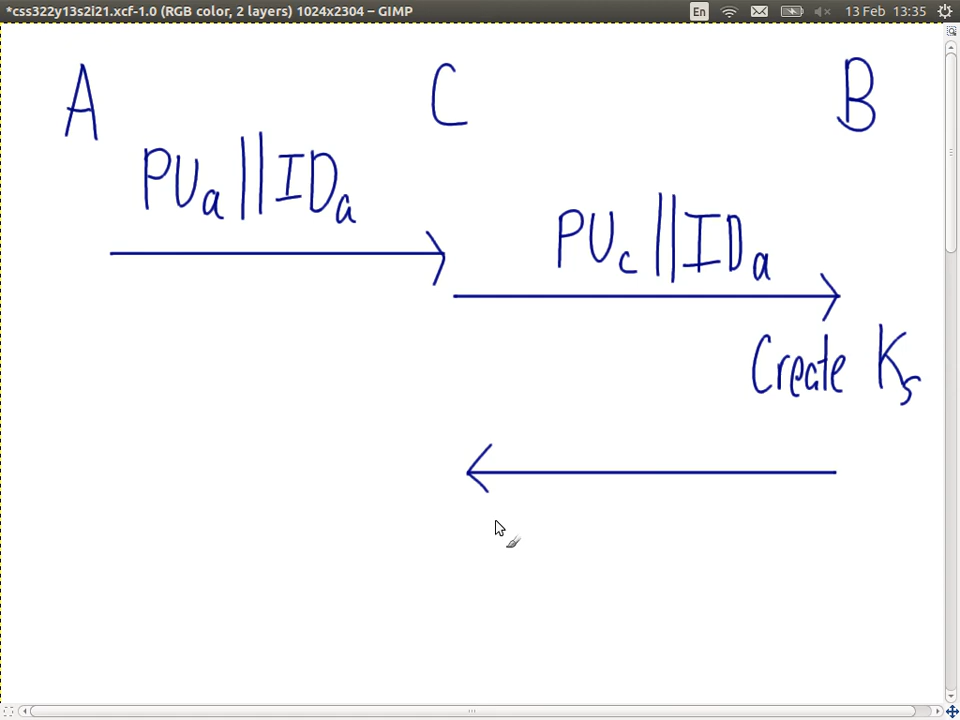 *css322y13s2i21.xcf-1.0 (RGB color, 2 layers) 1024x2304 – GIMP
En 13 Feb 13:35
A C B
PUa||IDa
PUc||IDa
Create Ks